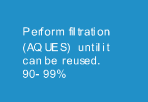 Perform filtration
(AQUES) until it
can be reused.
90- 99%